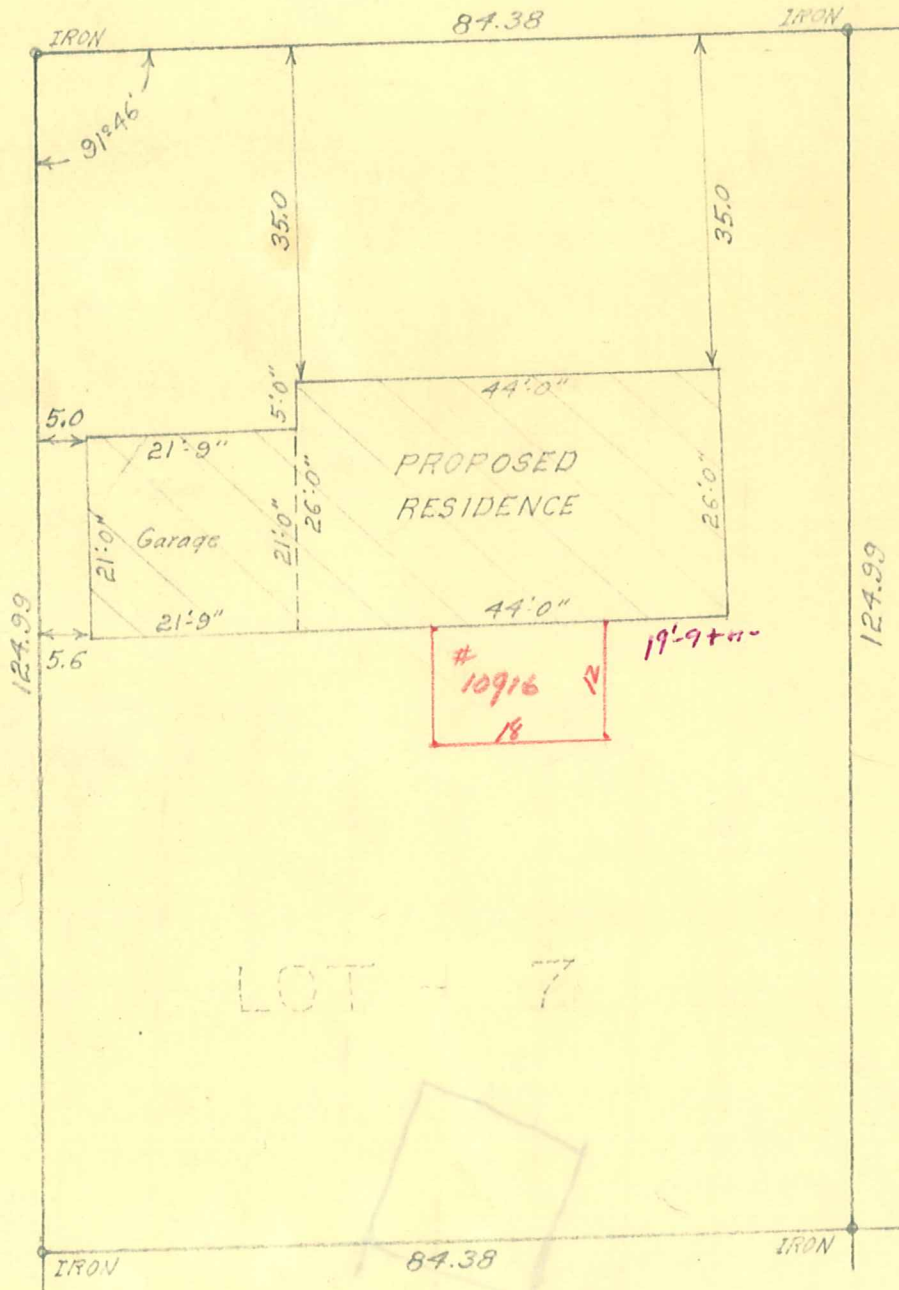 IRON
84.38
IRON
91°46'
35.0
35.0
5'-0"
44'-0"
5.0
21'-9"
PROPOSED
RESIDENCE
26'-0"
21'-0"
26'-0"
Garage
21'-0"
124.99
124.99
21'-9"
44'-0"
5.6
19'-9
#
10916
12
18
LOT - 7
IRON
84.38
IRON